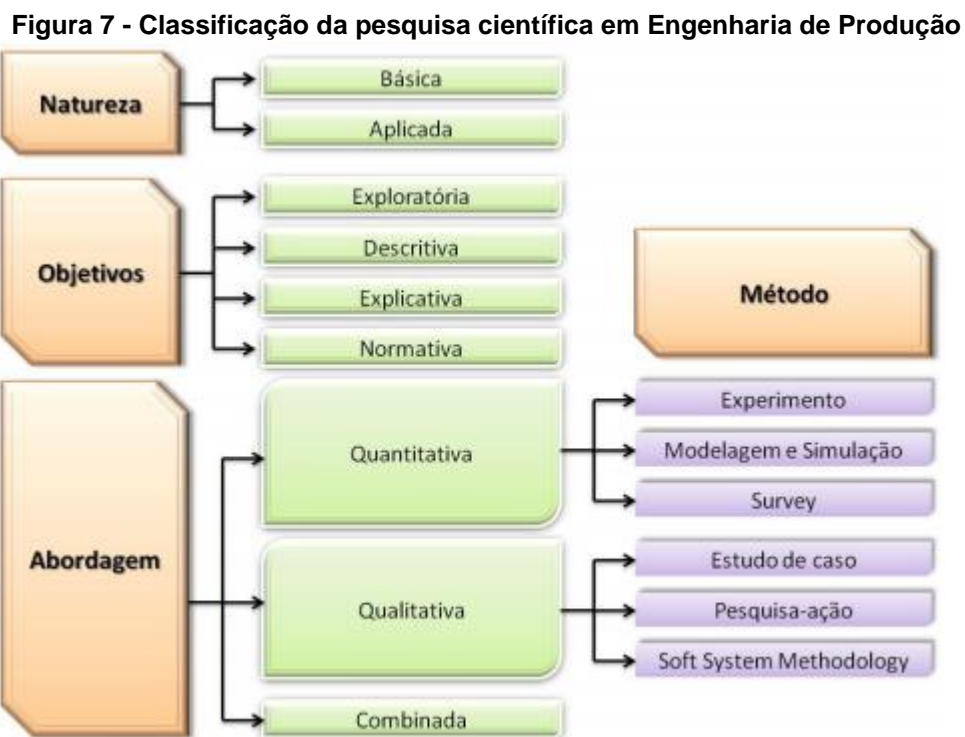 Figura 7 - Classificação da pesquisa científica em Engenharia de Produção
Natureza
Básica
Aplicada
Objetivos
Exploratória
Descritiva
Explicativa
Normativa
Método
Abordagem
Quantitativa
Experimento
Modelagem e Simulação
Survey
Qualitativa
Estudo de caso
Pesquisa-ação
Soft System Methodology
Combinada